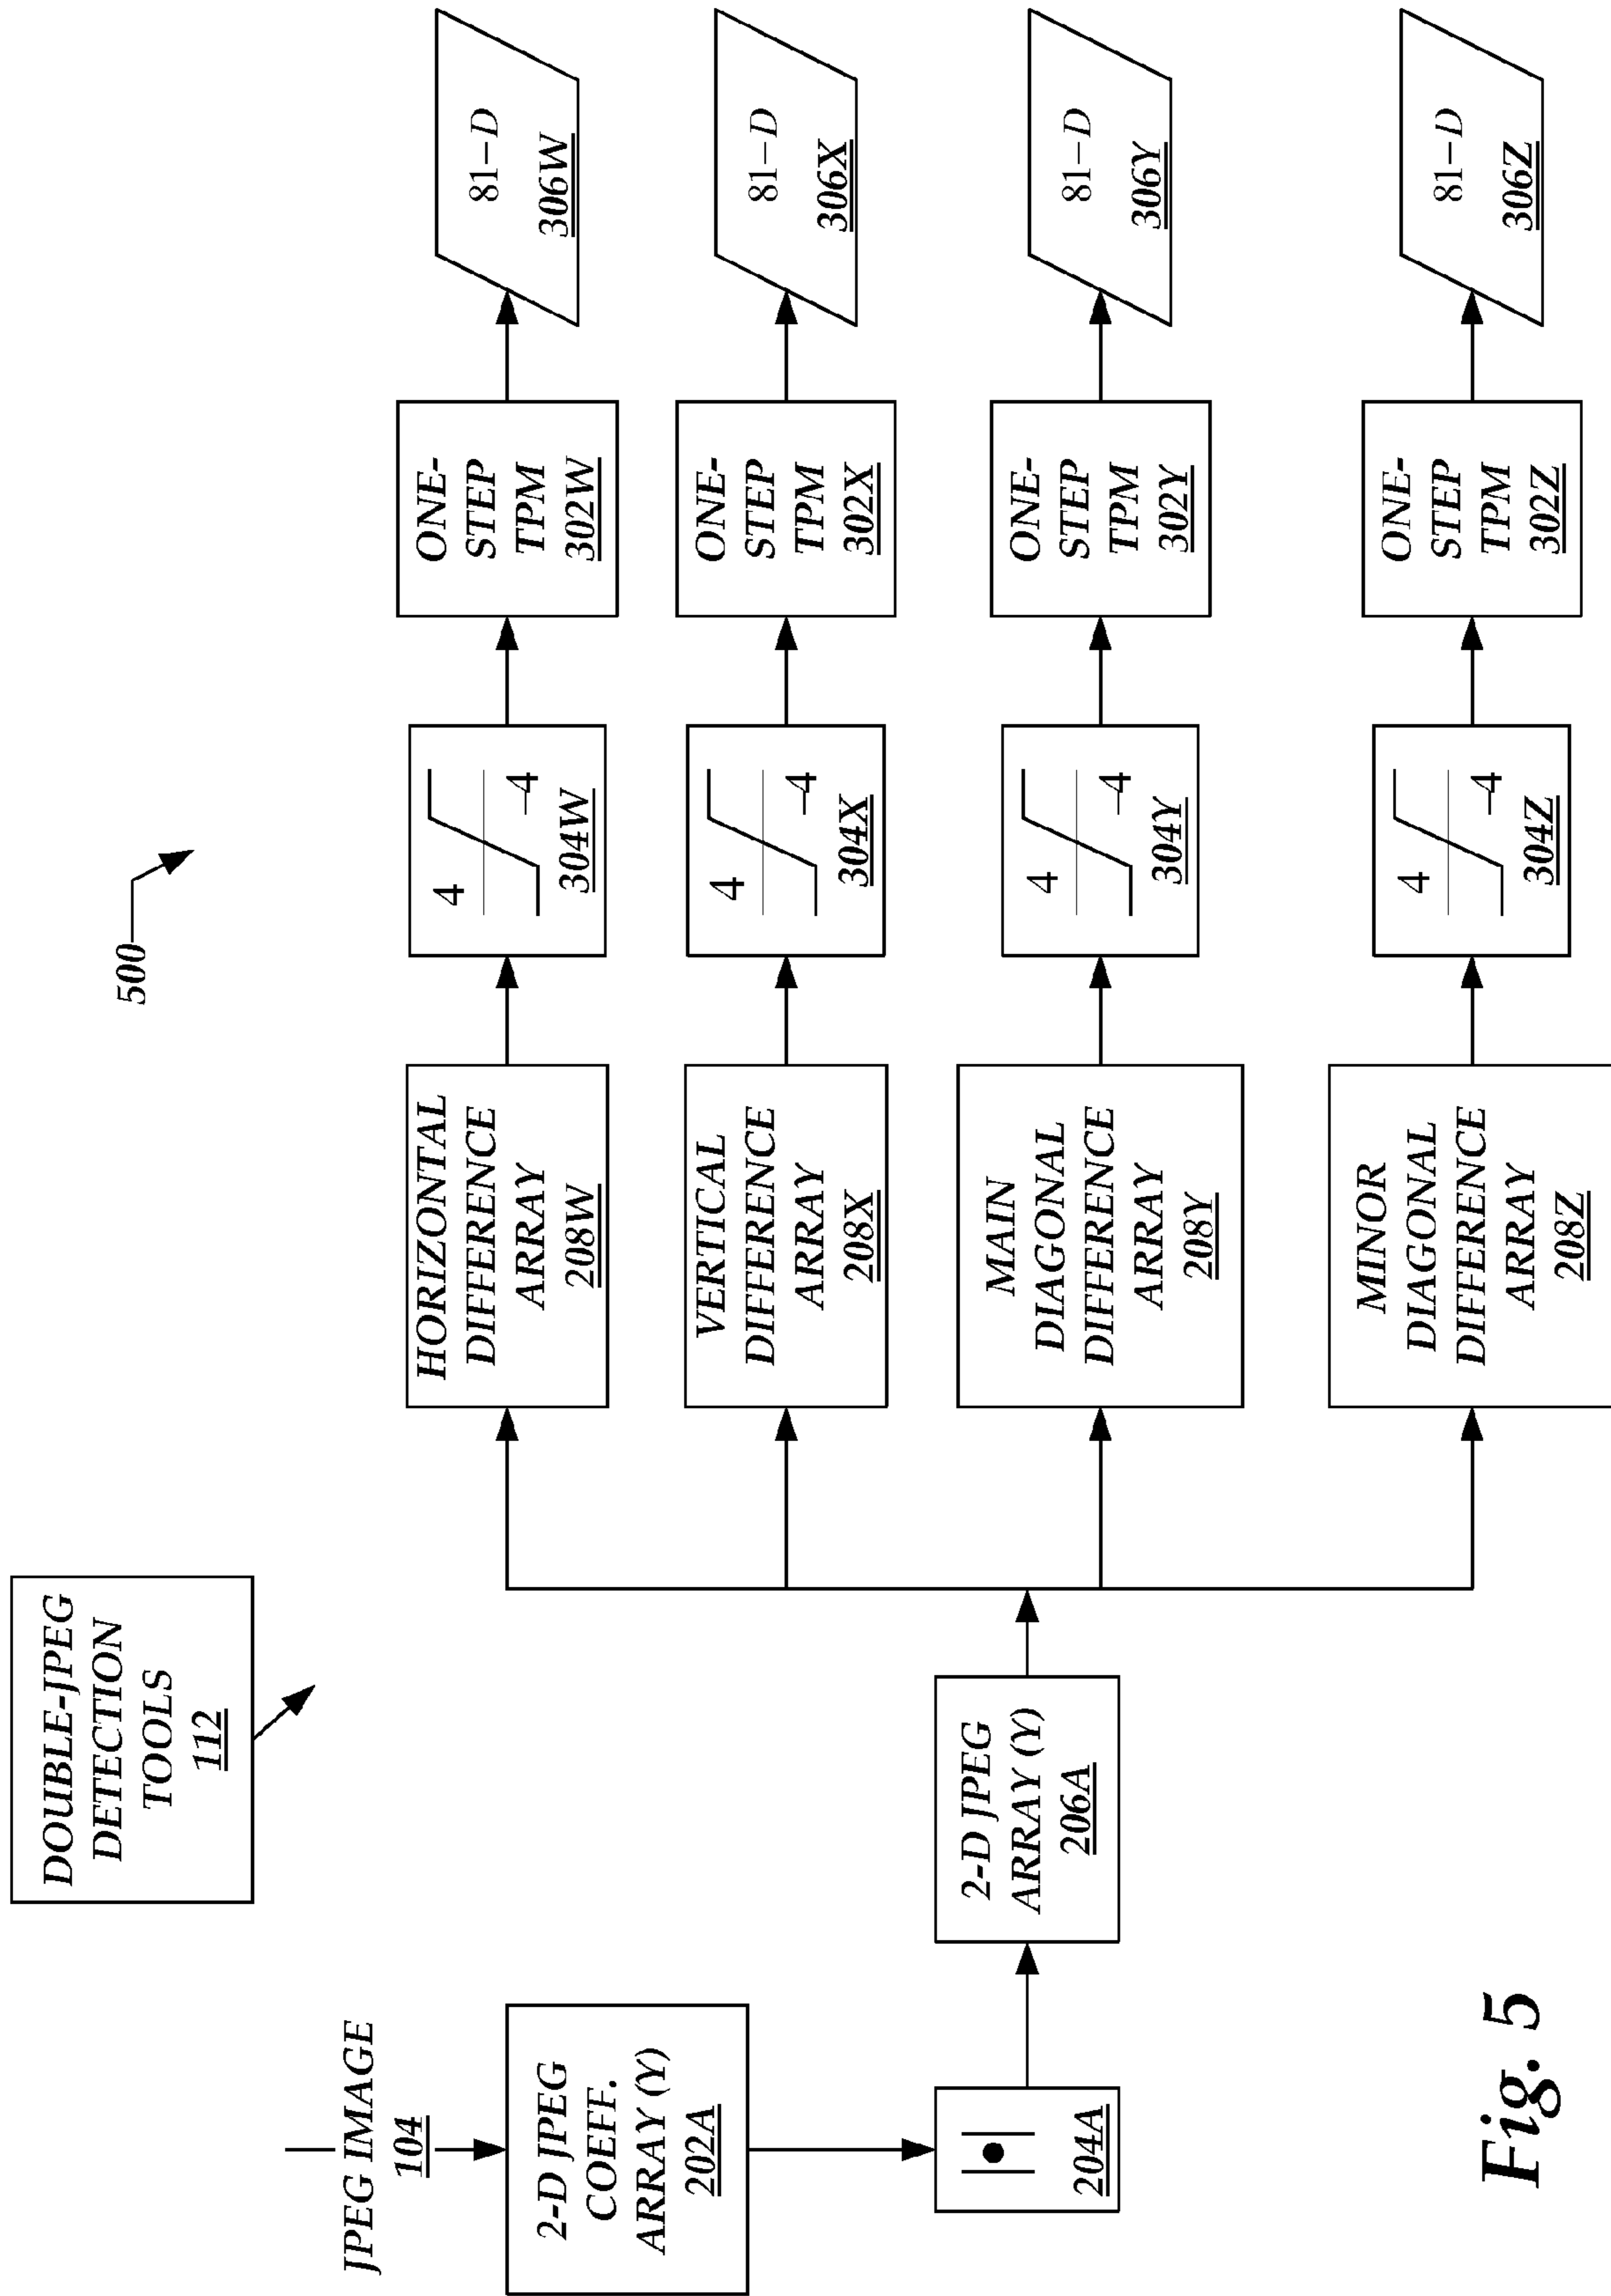 500
DOUBLE-JPEG
DETECTION
TOOLS
112
JPEG IMAGE
104
2-D JPEG
COEFF.
ARRAY (Y)
202A
|•|
204A
2-D JPEG
ARRAY (Y)
206A
HORIZONTAL
DIFFERENCE
ARRAY
208W
4
-4
304W
ONE-
STEP
TPM
302W
81-D
306W
VERTICAL
DIFFERENCE
ARRAY
208X
4
-4
304X
ONE-
STEP
TPM
302X
81-D
306X
MAIN
DIAGONAL
DIFFERENCE
ARRAY
208Y
4
-4
304Y
ONE-
STEP
TPM
302Y
81-D
306Y
MINOR
DIAGONAL
DIFFERENCE
ARRAY
208Z
4
-4
304Z
ONE-
STEP
TPM
302Z
81-D
306Z
Fig. 5